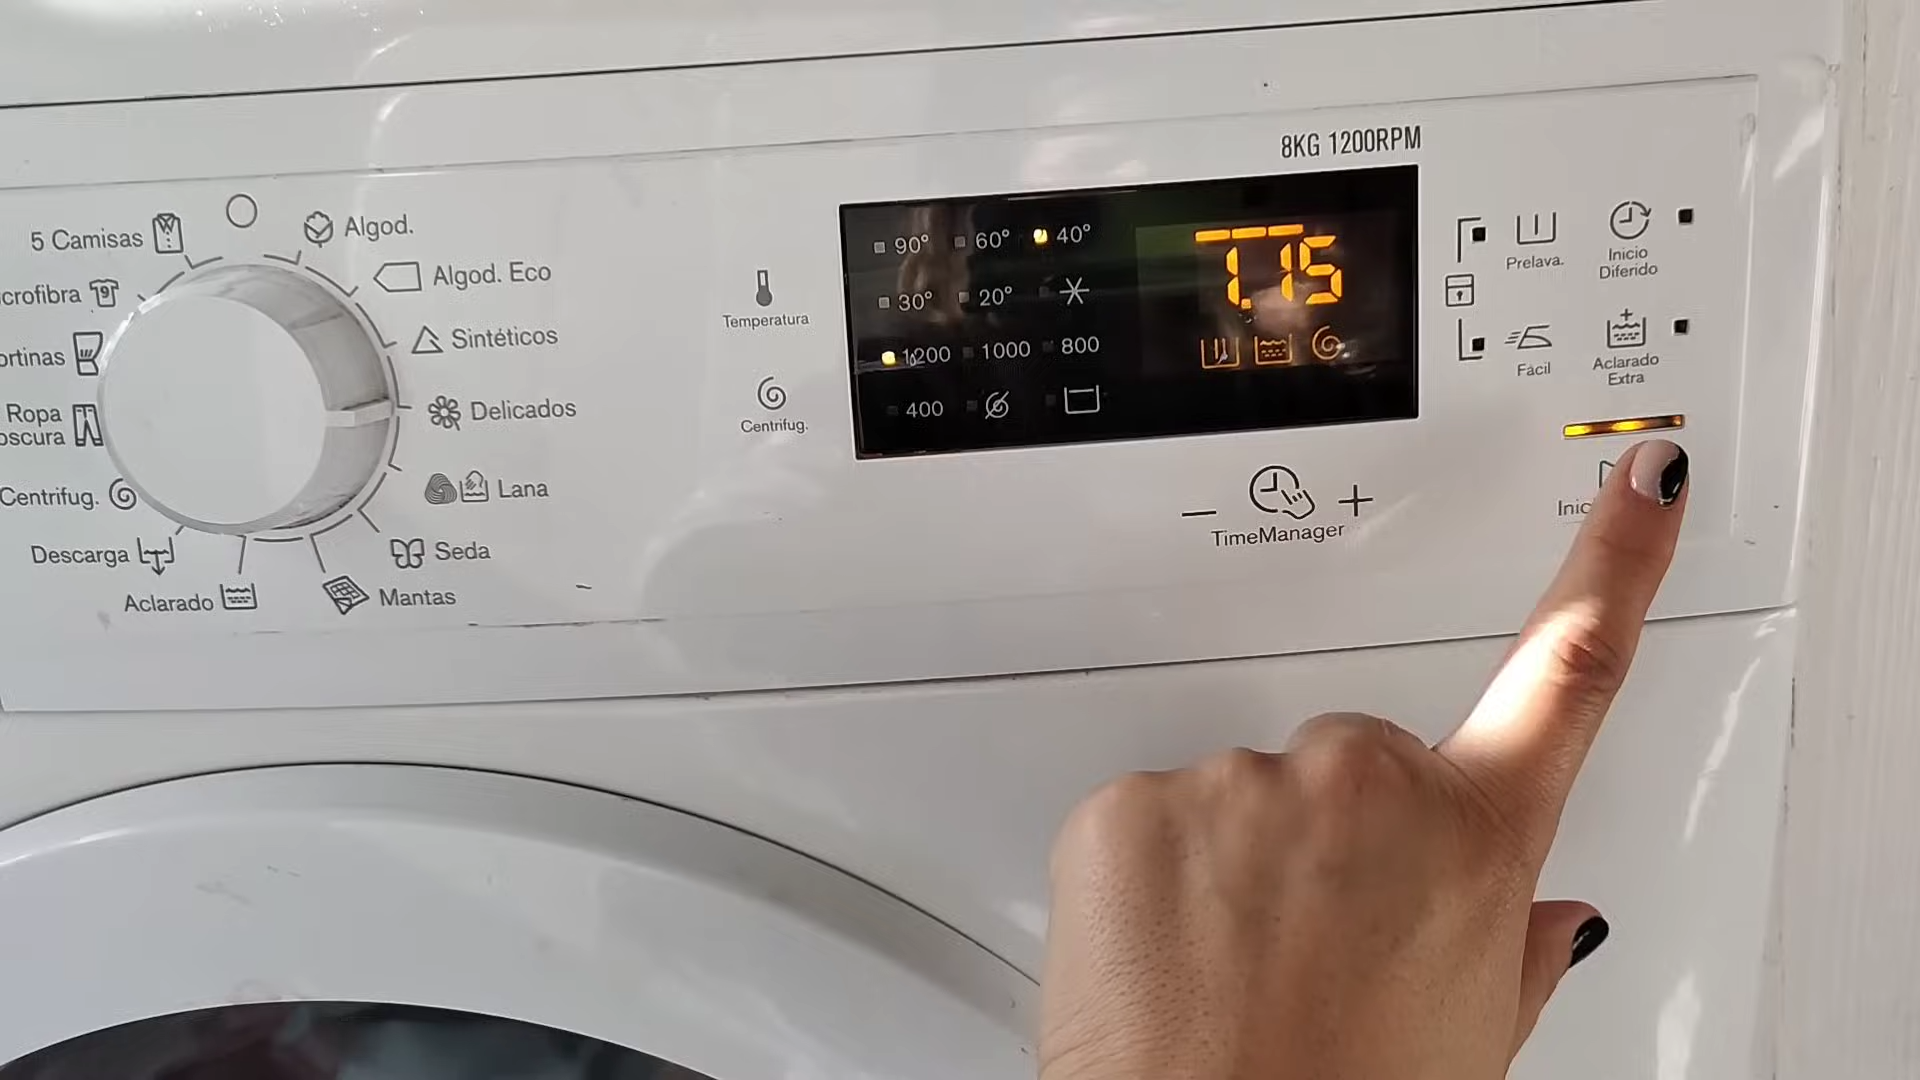 8KG 1200RPM
5 Camisas
Algod.
crofibra
Algod. Eco
ortinas
Sintéticos
Ropa
oscura
Delicados
Centrifug.
Lana
Descarga
Seda
Aclarado
Mantas
Temperatura
Centrifug.
90° 60° 40°
30° 20°
1200 1000 800
400
1.15
TimeManager
− +
Prelava.
Inicio
Diferido
Fácil
Aclarado
Extra
Inic